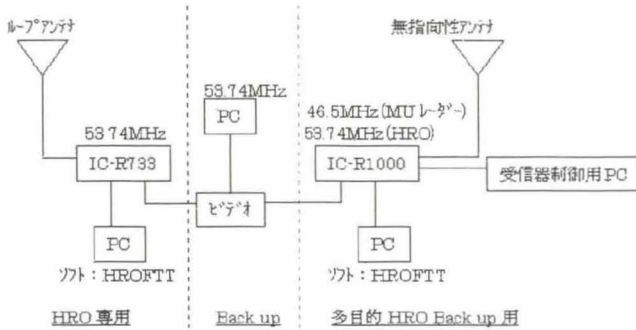 ループアンテナ
無指向性アンテナ
53.74MHz
46.5MHz(MUレーダー)
53.74MHz
PC
53.74MHz(HRO)
IC-R733
IC-R1000
受信器制御用PC
ビデオ
PC
PC
ソフト：HROFTT
ソフト：HROFTT
HRO 専用
Back up
多目的 HRO Back up 用